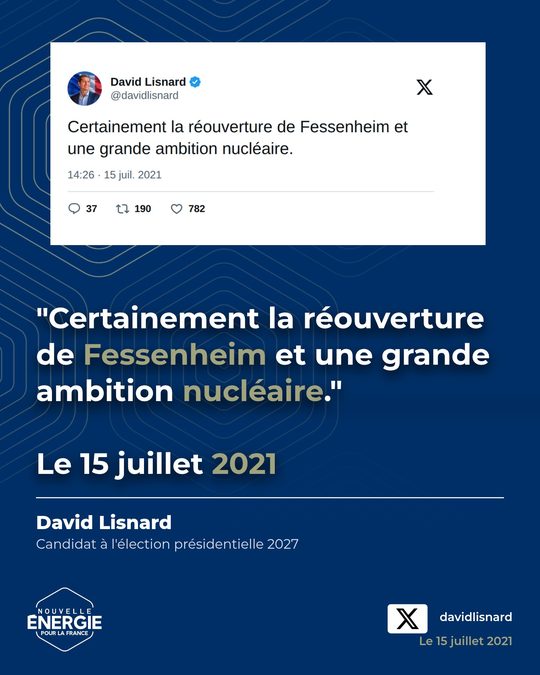 David Lisnard
@davidlisnard
Certainement la réouverture de Fessenheim et
une grande ambition nucléaire.
14:26 · 15 juil. 2021
37 190 782
"Certainement la réouverture
de Fessenheim et une grande
ambition nucléaire."
Le 15 juillet 2021
David Lisnard
Candidat à l'élection présidentielle 2027
NOUVELLE
ÉNERGIE
POUR LA FRANCE
davidlisnard
Le 15 juillet 2021